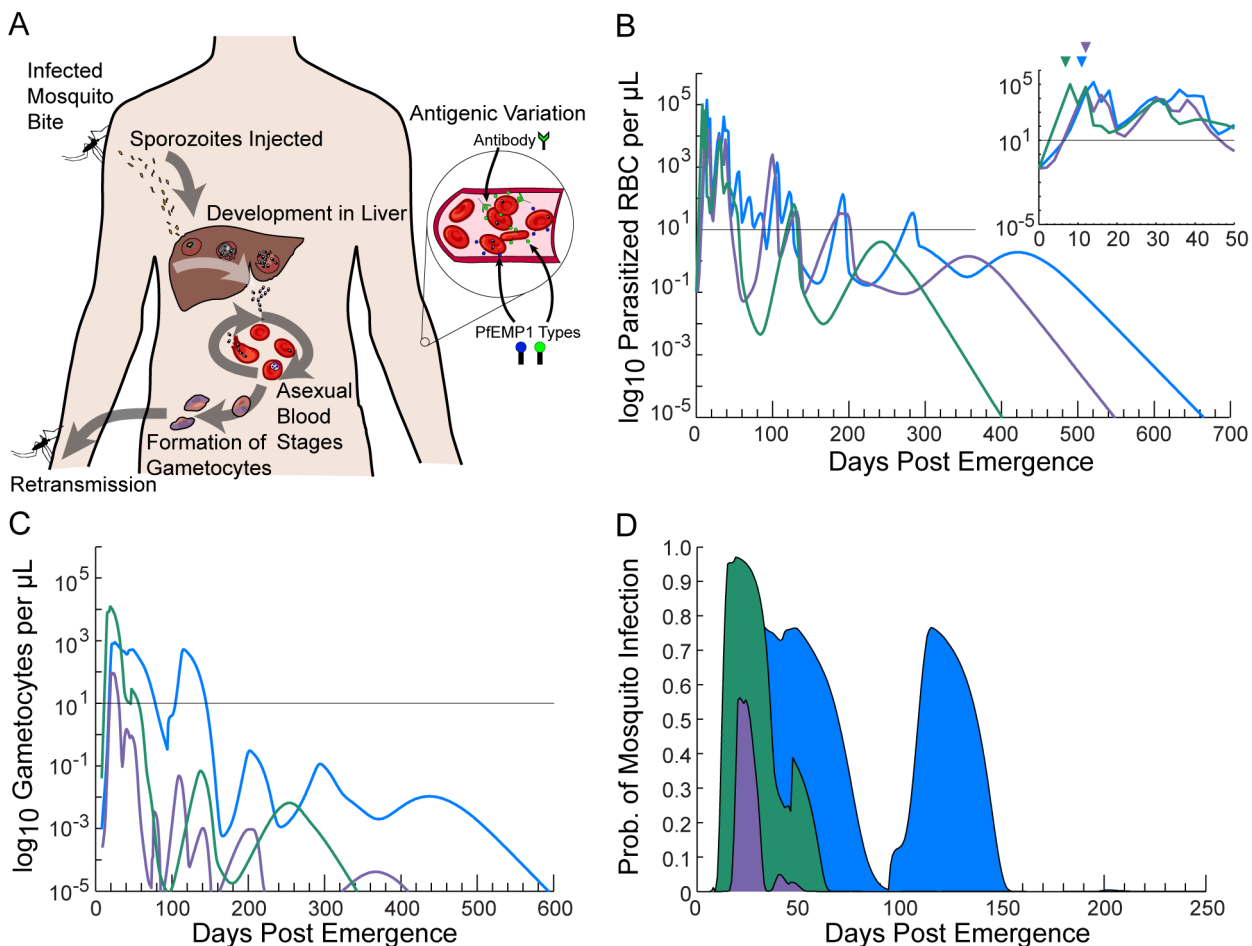 A
Infected
Mosquito
Bite
Sporozoites Injected
Development in Liver
Antigenic Variation
Antibody
PfEMP1 Types
Asexual
Blood
Stages
Formation of
Gametocytes
Retransmission
B
log10 Parasitized RBC per µL
10^5
10^3
10^1
10^-1
10^-3
10^-5
0 100 200 300 400 500 600 700
Days Post Emergence
10^5
10^1
10^-5
0 10 20 30 40 50
C
log10 Gametocytes per µL
10^5
10^3
10^1
10^-1
10^-3
10^-5
0 100 200 300 400 500 600
Days Post Emergence
D
Prob. of Mosquito Infection
1.0
0.9
0.8
0.7
0.6
0.5
0.4
0.3
0.2
0.1
0
0 50 100 150 200 250
Days Post Emergence